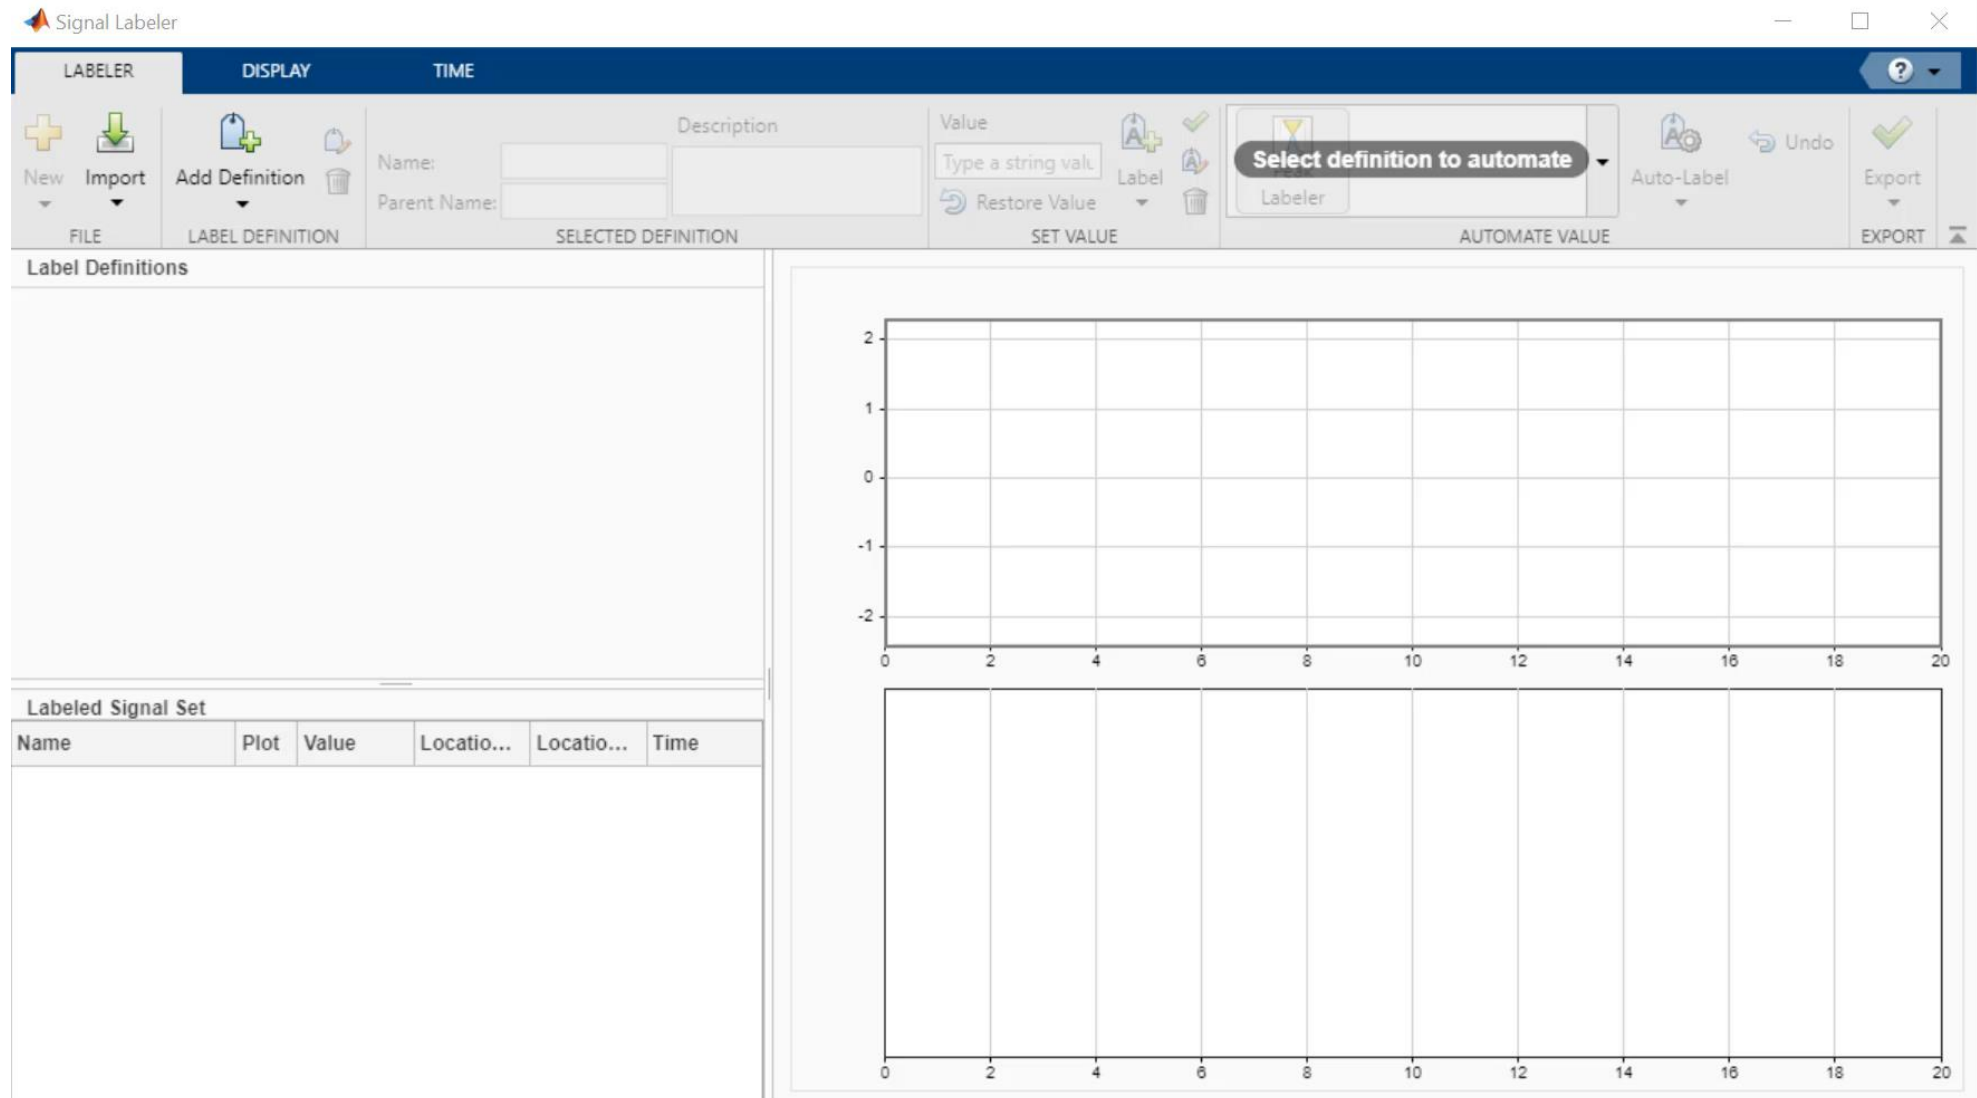 Signal Labeler
LABELER DISPLAY TIME ?
New Import
FILE
Add Definition
LABEL DEFINITION
Name:
Parent Name:
Description
SELECTED DEFINITION
Value
Type a string valu
Restore Value
Label
SET VALUE
Select definition to automate
Peak
Labeler
Auto-Label
Undo
AUTOMATE VALUE
Export
EXPORT
Label Definitions
Labeled Signal Set
Name Plot Value Locatio... Locatio... Time
2
1
0
-1
-2
0 2 4 6 8 10 12 14 16 18 20
0 2 4 6 8 10 12 14 16 18 20